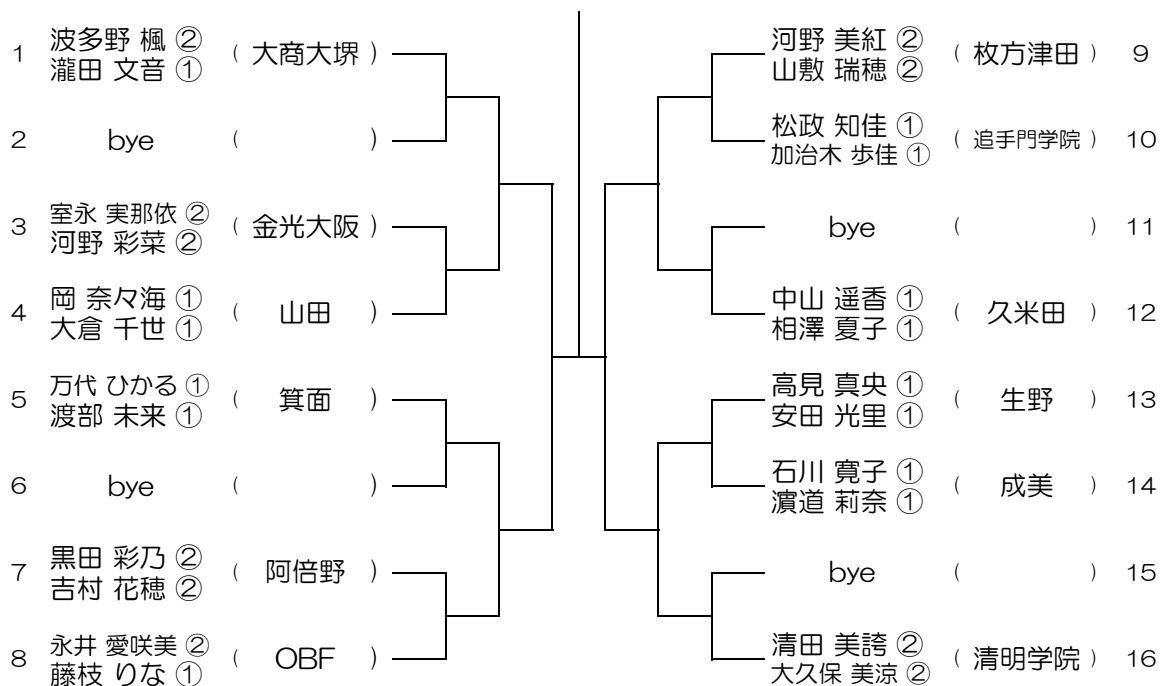 1 波多野 楓 ② ( 大商大堺 )
瀧田 文音 ①
2 bye ( )
3 室永 実那依 ② ( 金光大阪 )
河野 彩菜 ②
4 岡 奈々海 ① ( 山田 )
大倉 千世 ①
5 万代 ひかる ① ( 箕面 )
渡部 未来 ①
6 bye ( )
7 黒田 彩乃 ② ( 阿倍野 )
吉村 花穂 ②
8 永井 愛咲美 ② ( OBF )
藤枝 りな ①
河野 美紅 ② ( 枚方津田 ) 9
山敷 瑞穂 ②
松政 知佳 ① ( 追手門学院 ) 10
加治木 歩佳 ①
bye ( ) 11
中山 遥香 ① ( 久米田 ) 12
相澤 夏子 ①
高見 真央 ① ( 生野 ) 13
安田 光里 ①
石川 寛子 ① ( 成美 ) 14
濵道 莉奈 ①
bye ( ) 15
清田 美誇 ② ( 清明学院 ) 16
大久保 美涼 ②